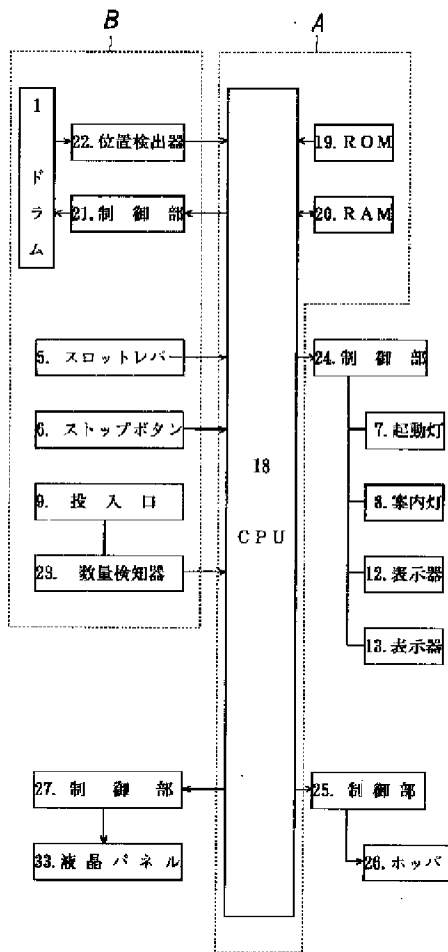 B
A
1 ドラム
22. 位置検出器
19. ROM
21. 制御部
20. RAM
5. スロットレバー
24. 制御部
6. ストップボタン
7. 起動灯
18
CPU
9. 投入口
8. 案内灯
23. 数量検知器
12. 表示器
13. 表示器
27. 制御部
25. 制御部
33. 液晶パネル
26. ホッパ